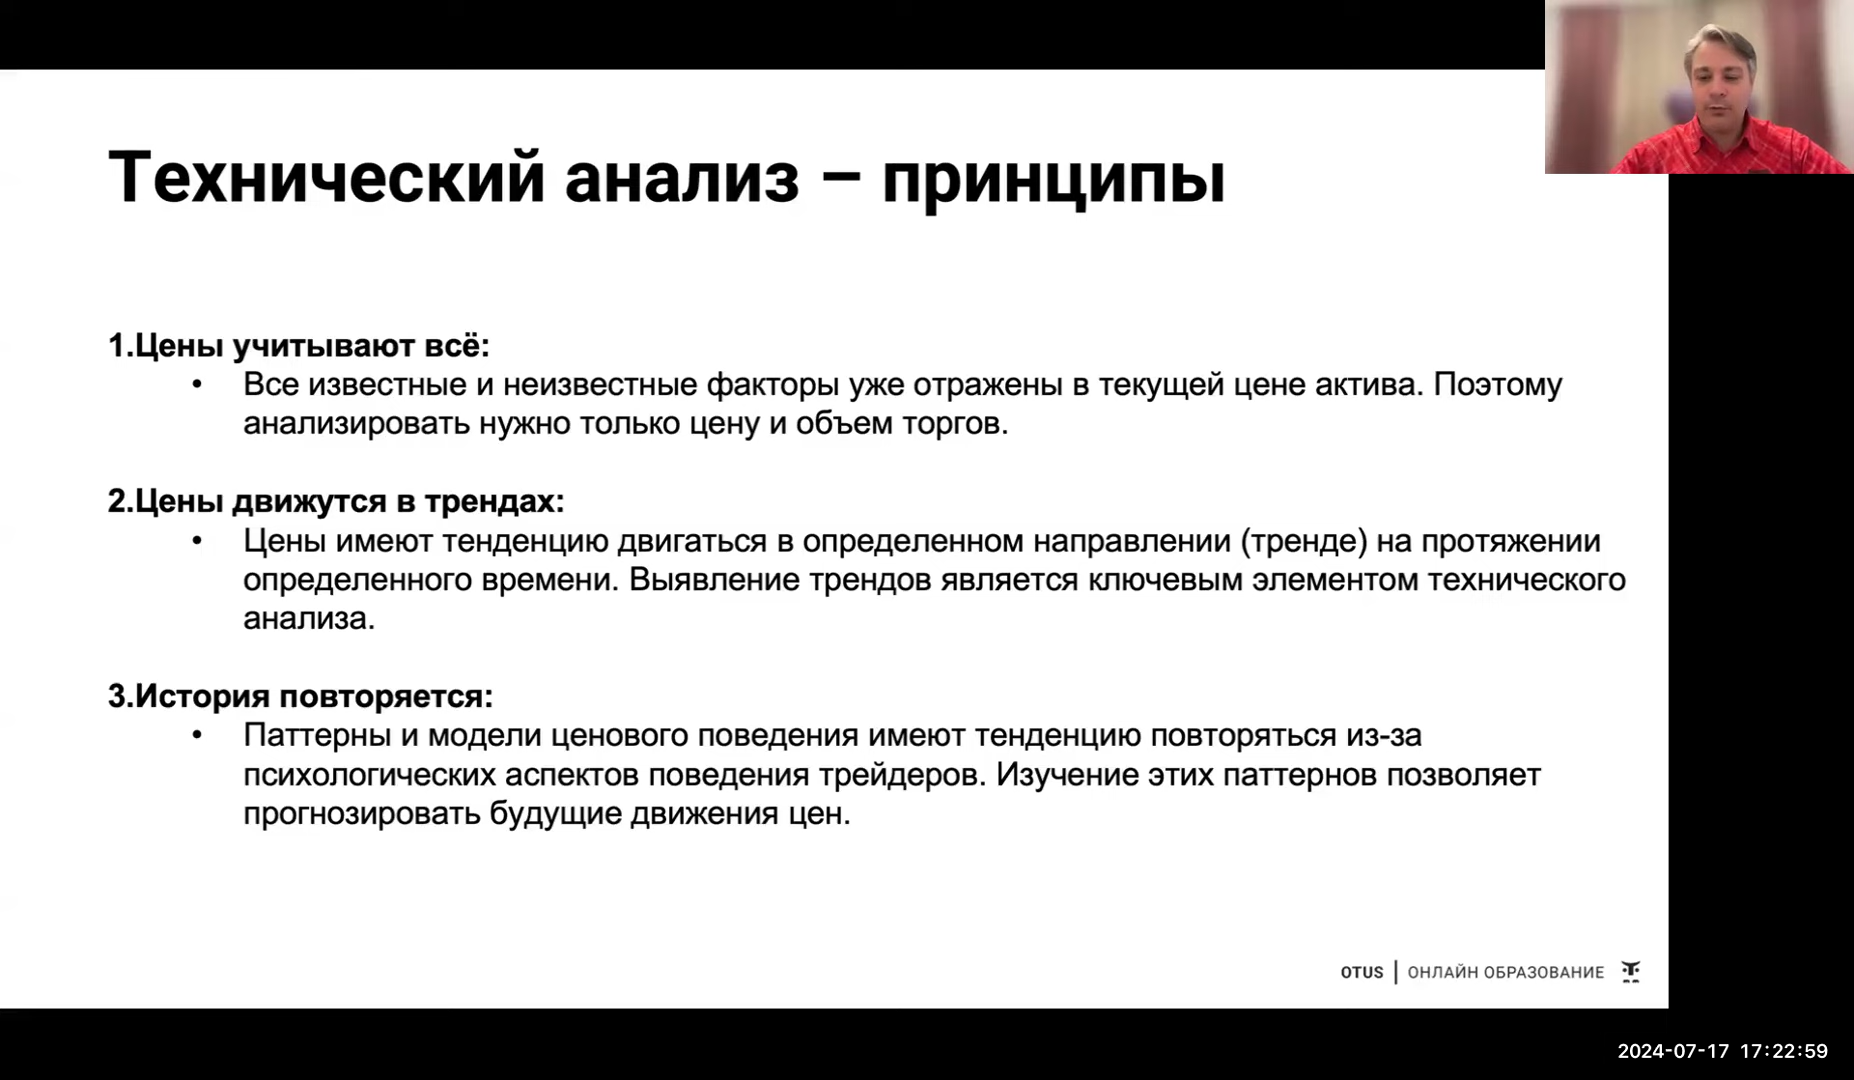 Технический анализ – принципы
1.Цены учитывают всё:
• Все известные и неизвестные факторы уже отражены в текущей цене актива. Поэтому
анализировать нужно только цену и объем торгов.
2.Цены движутся в трендах:
• Цены имеют тенденцию двигаться в определенном направлении (тренде) на протяжении
определенного времени. Выявление трендов является ключевым элементом технического
анализа.
3.История повторяется:
• Паттерны и модели ценового поведения имеют тенденцию повторяться из-за
психологических аспектов поведения трейдеров. Изучение этих паттернов позволяет
прогнозировать будущие движения цен.
OTUS | ОНЛАЙН ОБРАЗОВАНИЕ
2024-07-17 17:22:59